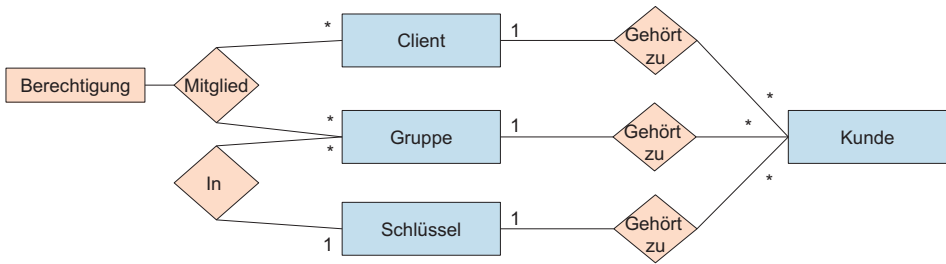 *
Client
1
Gehört
zu
Berechtigung
Mitglied
*
*
Gruppe
1
Gehört
zu
*
*
Kunde
*
In
1
Schlüssel
1
Gehört
zu